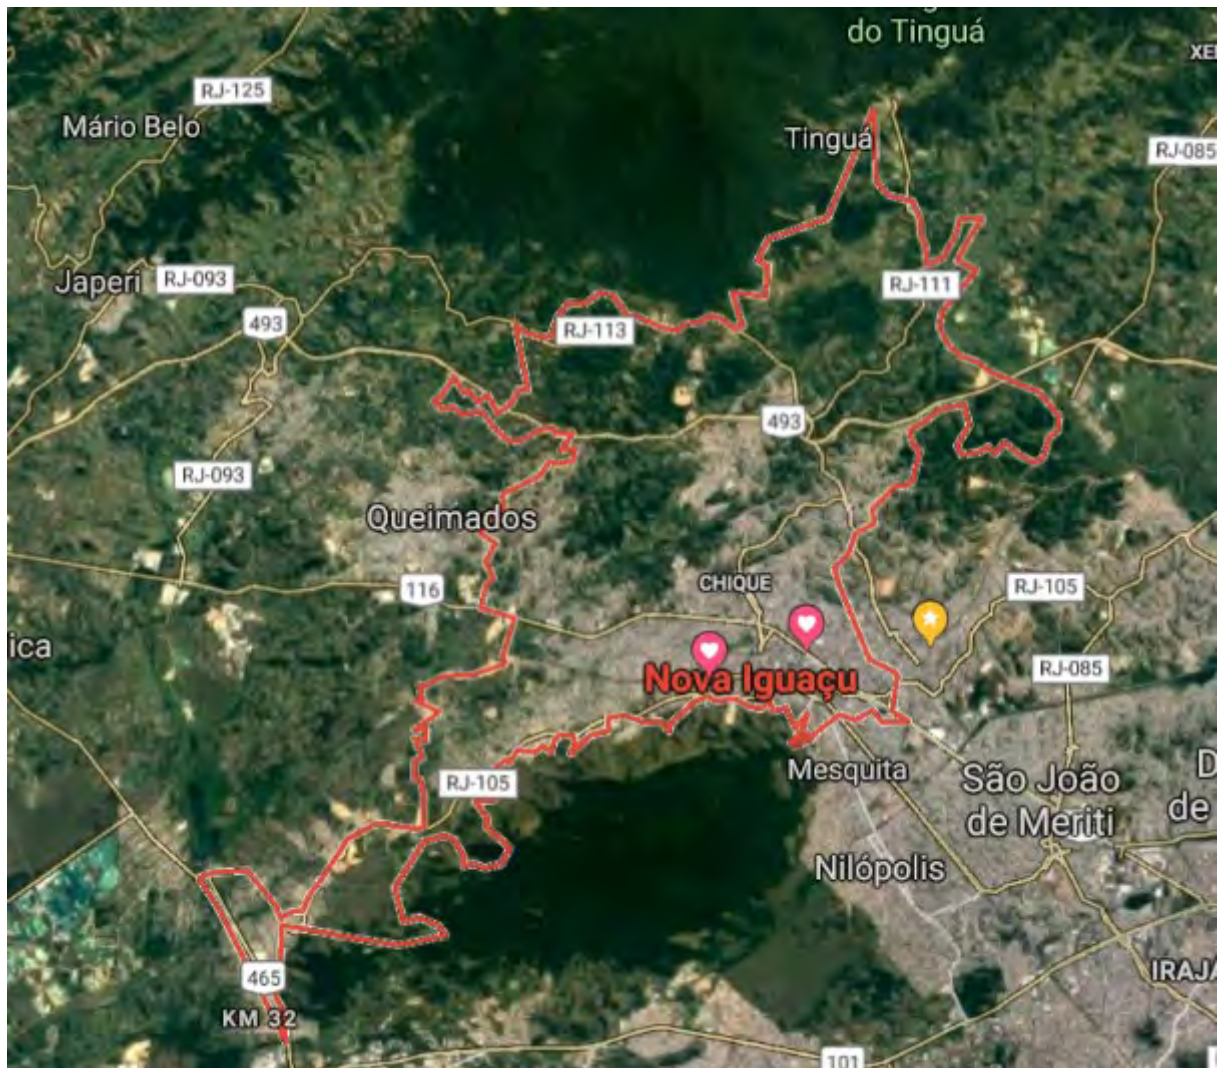 do Tinguá
RJ-125
Mário Belo
Tinguá
RJ-085
Japeri
RJ-093
RJ-111
493
RJ-113
493
RJ-093
Queimados
116
CHIQUE
RJ-105
RJ-085
Nova Iguaçu
RJ-105
Mesquita
São João
de Meriti
D
de
Nilópolis
465
KM 32
IRAJÁ
101